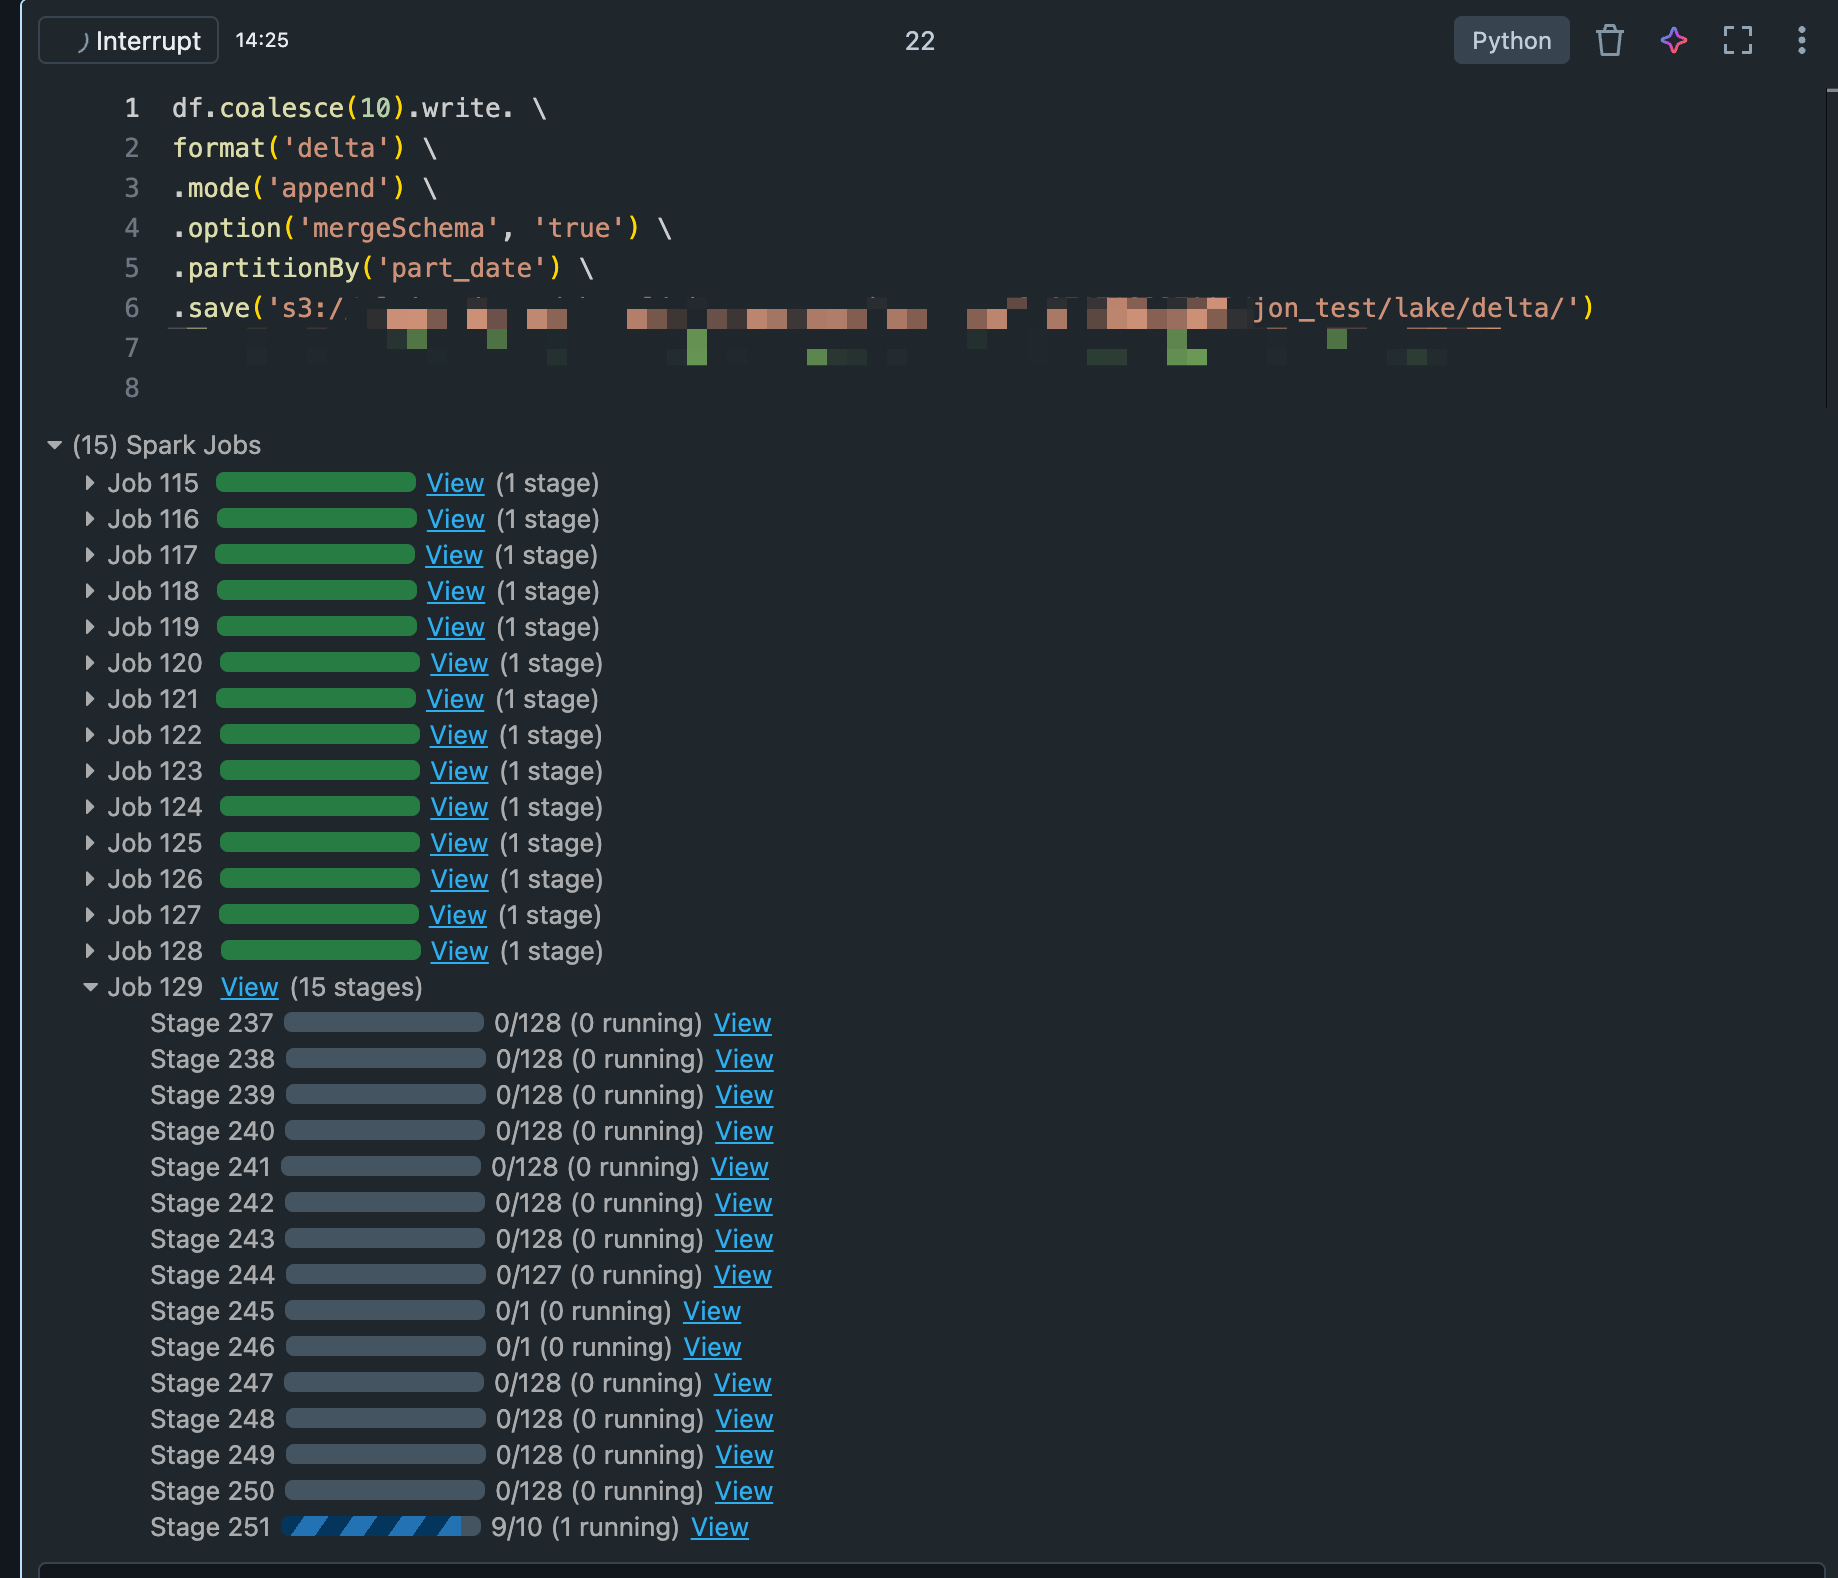 Interrupt 14:25 22 Python
1 df.coalesce(10).write. \
2 format('delta') \
3 .mode('append') \
4 .option('mergeSchema', 'true') \
5 .partitionBy('part_date') \
6 .save('s3:/ jon_test/lake/delta/')
7
8
(15) Spark Jobs
Job 115 View (1 stage)
Job 116 View (1 stage)
Job 117 View (1 stage)
Job 118 View (1 stage)
Job 119 View (1 stage)
Job 120 View (1 stage)
Job 121 View (1 stage)
Job 122 View (1 stage)
Job 123 View (1 stage)
Job 124 View (1 stage)
Job 125 View (1 stage)
Job 126 View (1 stage)
Job 127 View (1 stage)
Job 128 View (1 stage)
Job 129 View (15 stages)
Stage 237 0/128 (0 running) View
Stage 238 0/128 (0 running) View
Stage 239 0/128 (0 running) View
Stage 240 0/128 (0 running) View
Stage 241 0/128 (0 running) View
Stage 242 0/128 (0 running) View
Stage 243 0/128 (0 running) View
Stage 244 0/127 (0 running) View
Stage 245 0/1 (0 running) View
Stage 246 0/1 (0 running) View
Stage 247 0/128 (0 running) View
Stage 248 0/128 (0 running) View
Stage 249 0/128 (0 running) View
Stage 250 0/128 (0 running) View
Stage 251 9/10 (1 running) View